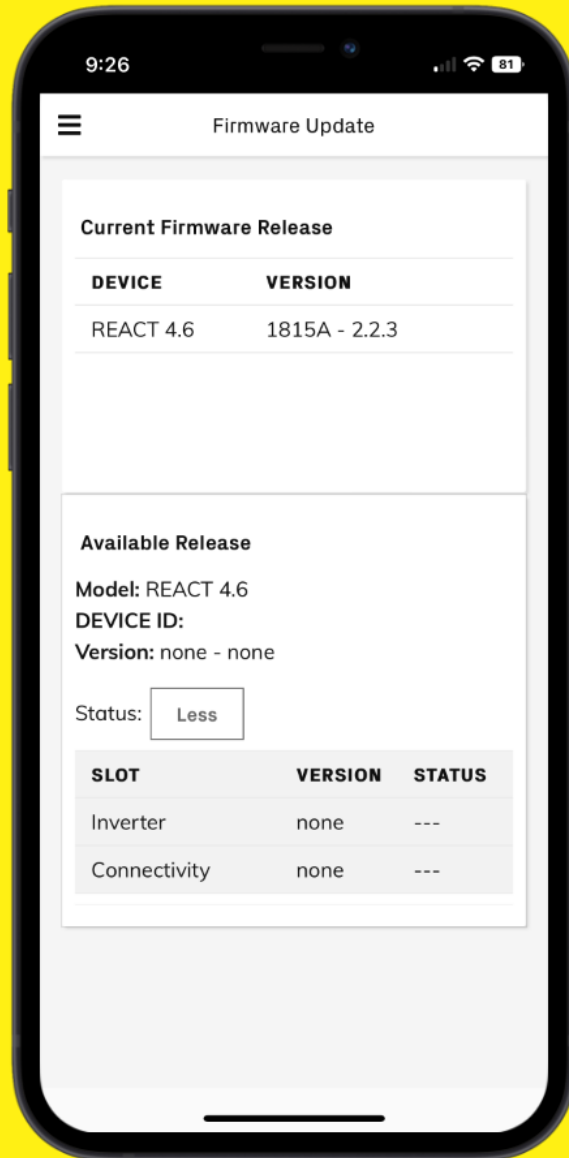 9:26
81
Firmware Update
Current Firmware Release
DEVICE VERSION
REACT 4.6 1815A - 2.2.3
Available Release
Model: REACT 4.6
DEVICE ID:
Version: none - none
Status: Less
SLOT VERSION STATUS
Inverter none ---
Connectivity none ---